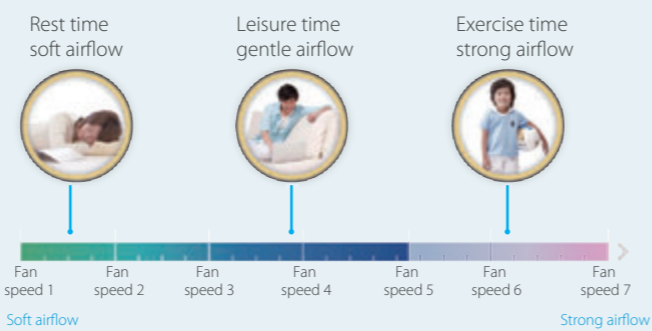 Rest time
soft airflow
Leisure time
gentle airflow
Exercise time
strong airflow
Fan
speed 1
Fan
speed 2
Fan
speed 3
Fan
speed 4
Fan
speed 5
Fan
speed 6
Fan
speed 7
Soft airflow
Strong airflow